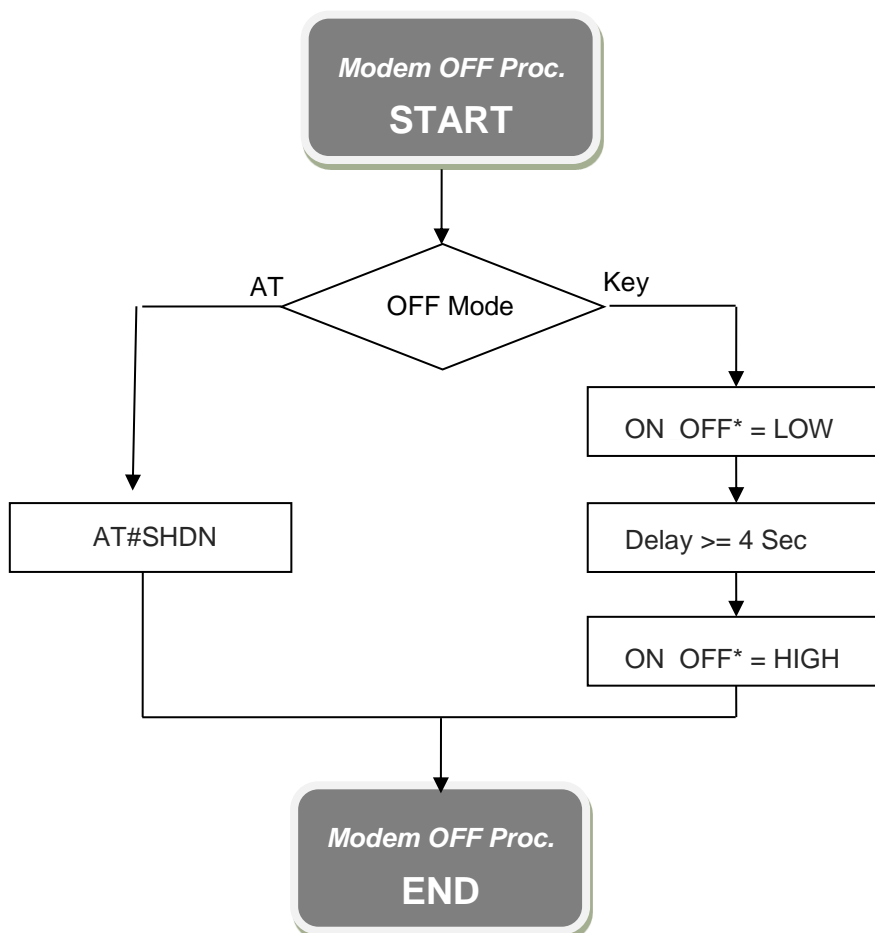 Modem OFF Proc.
START
AT
Key
OFF Mode
ON OFF* = LOW
AT#SHDN
Delay >= 4 Sec
ON OFF* = HIGH
Modem OFF Proc.
END